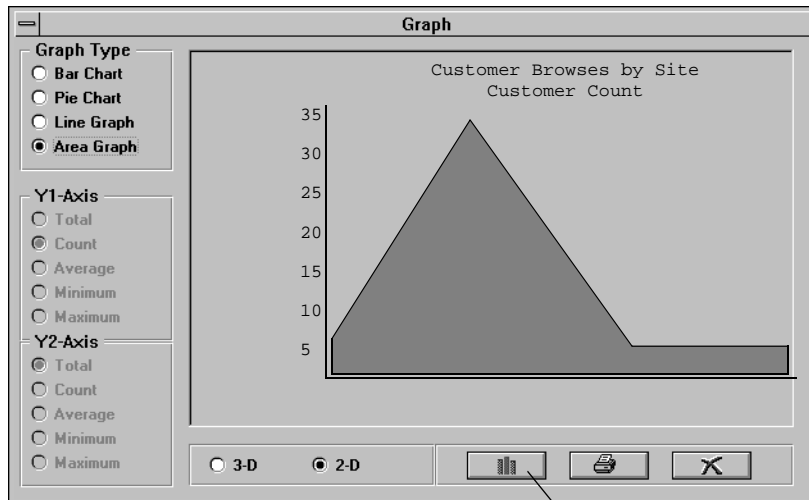 Graph
Graph Type
Bar Chart
Pie Chart
Line Graph
Area Graph
Y1-Axis
Total
Count
Average
Minimum
Maximum
Y2-Axis
Total
Count
Average
Minimum
Maximum
Customer Browses by Site
Customer Count
35
30
25
20
15
10
5
3-D
2-D